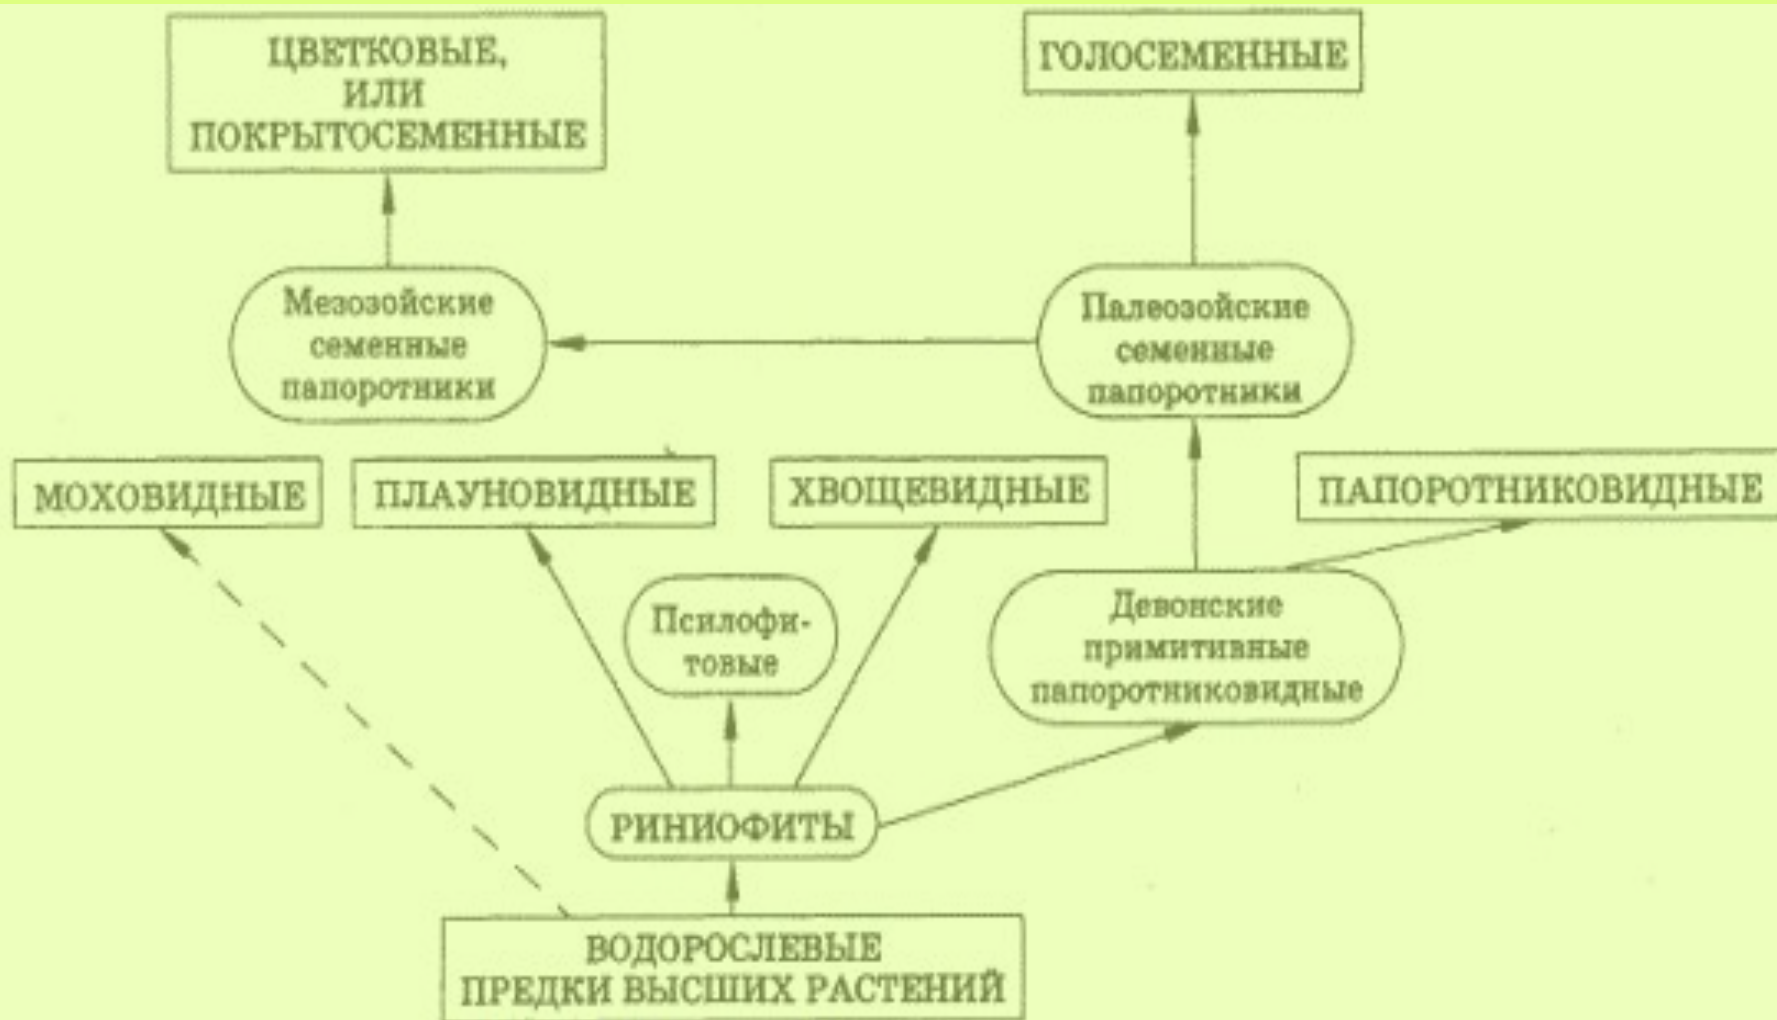 ЦВЕТКОВЫЕ,
ИЛИ
ПОКРЫТОСЕМЕННЫЕ
ГОЛОСЕМЕННЫЕ
Мезозойские
семенные
папоротники
Палеозойские
семенные
папоротники
МОХОВИДНЫЕ
ПЛАУНОВИДНЫЕ
ХВОЩЕВИДНЫЕ
ПАПОРОТНИКОВИДНЫЕ
Псилофи-
товые
Девонские
примитивные
папоротниковидные
РИНИОФИТЫ
ВОДОРОСЛЕВЫЕ
ПРЕДКИ ВЫСШИХ РАСТЕНИЙ